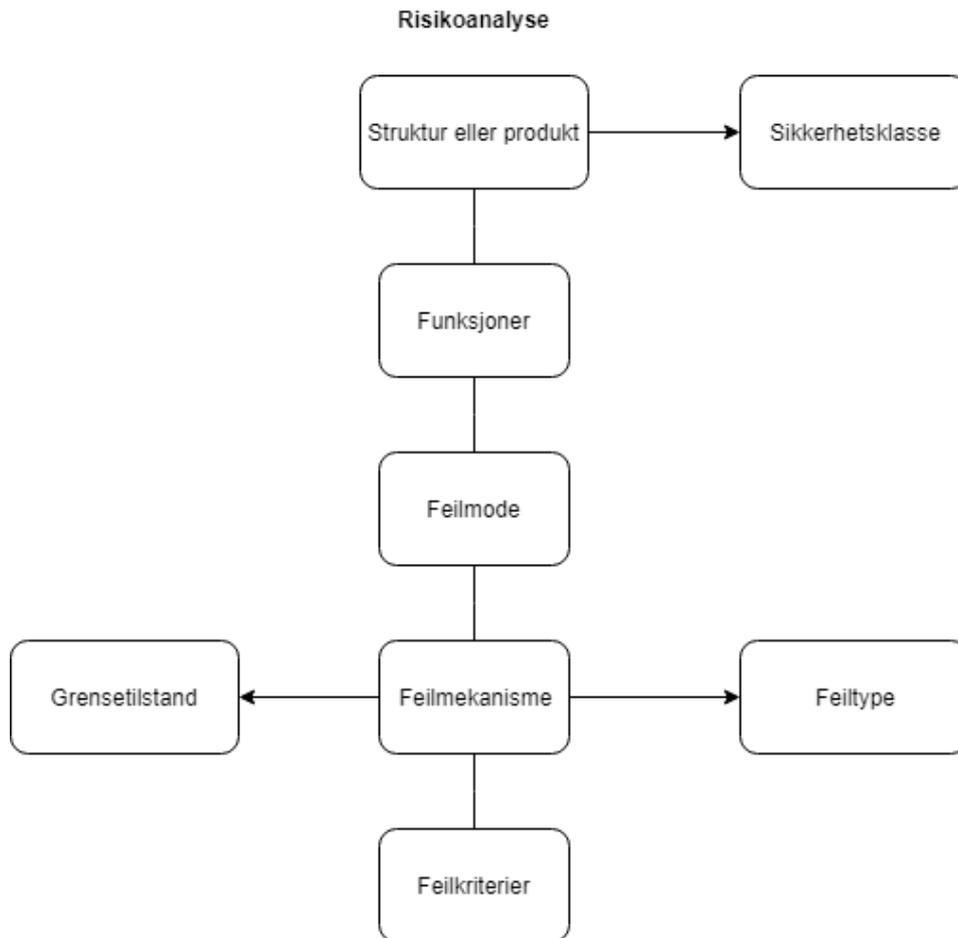 Risikoanalyse
Struktur eller produkt
Sikkerhetsklasse
Funksjoner
Feilmode
Grensetilstand
Feilmekanisme
Feiltype
Feilkriterier